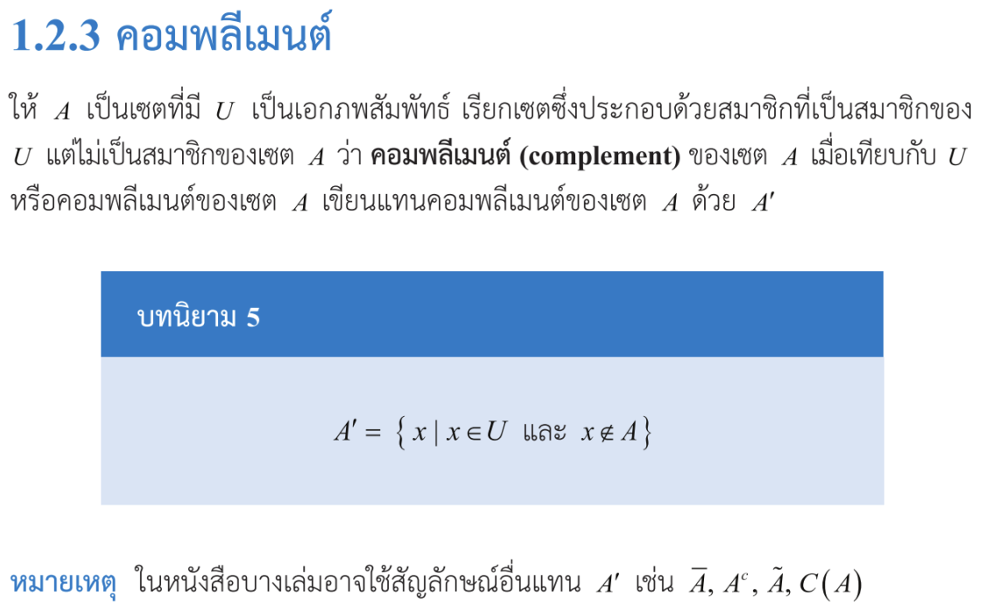 1.2.3 คอมพลีเมนต์
ให้ A เป็นเซตที่มี U เป็นเอกภพสัมพัทธ์ เรียกเซตซึ่งประกอบด้วยสมาชิกที่เป็นสมาชิกของ
U แต่ไม่เป็นสมาชิกของเซต A ว่า คอมพลีเมนต์ (complement) ของเซต A เมื่อเทียบกับ U
หรือคอมพลีเมนต์ของเซต A เขียนแทนคอมพลีเมนต์ของเซต A ด้วย A′
บทนิยาม 5
A′ = { x | x ∈ U และ x ∉ A }
หมายเหตุ ในหนังสือบางเล่มอาจใช้สัญลักษณ์อื่นแทน A′ เช่น A̅, Aᶜ, Ã, C(A)